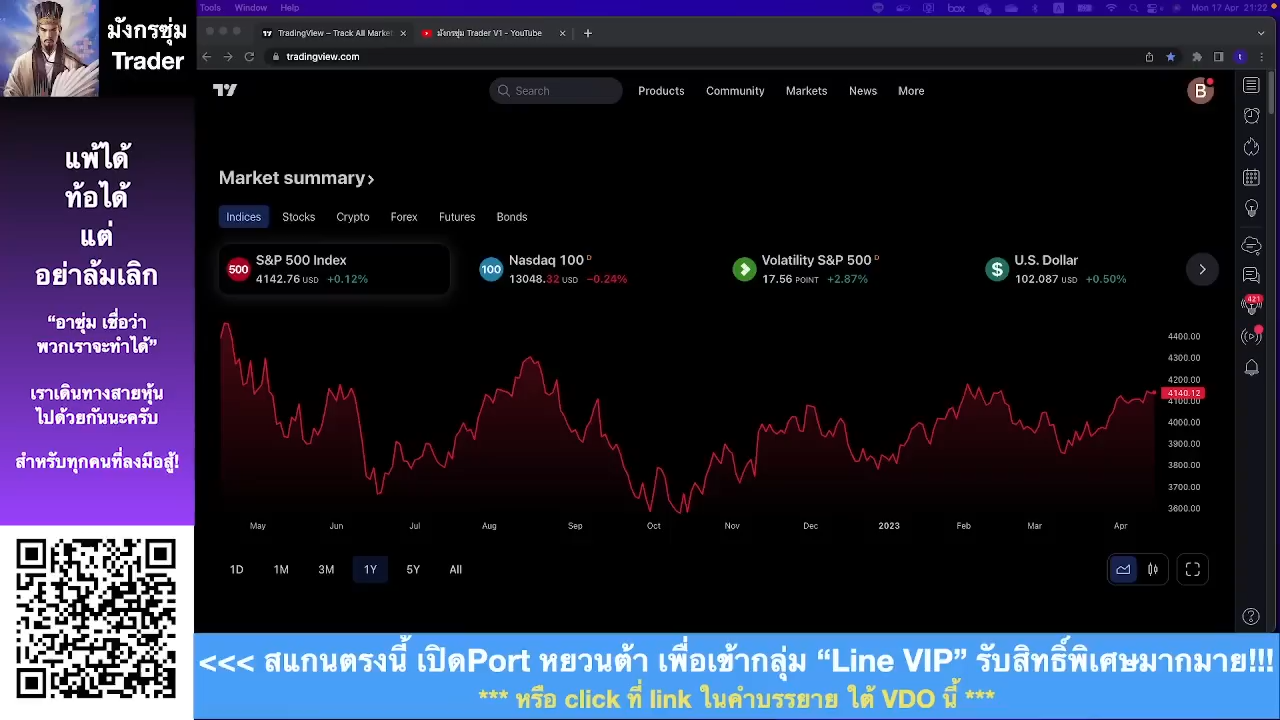 มังกรซุ่ม
Trader
แพ้ได้
ท้อได้
แต่
อย่าล้มเลิก
“อาซุ่ม เชื่อว่า
พวกเราจะทำได้”
เราเดินทางสายหุ้น
ไปด้วยกันนะครับ
สำหรับทุกคนที่ลงมือสู้!
Tools Window Help
box A Mon 17 Apr 21:22
TradingView – Track All Market
มังกรซุ่ม Trader V1 - YouTube
tradingview.com
t
Search
Products Community Markets News More
B
Market summary
Indices Stocks Crypto Forex Futures Bonds
500 S&P 500 Index
4142.76 USD +0.12%
100 Nasdaq 100 D
13048.32 USD −0.24%
Volatility S&P 500 D
17.56 POINT +2.87%
$ U.S. Dollar
102.087 USD +0.50%
421
4400.00
4300.00
4200.00
4140.12
4100.00
4000.00
3900.00
3800.00
3700.00
3600.00
May Jun Jul Aug Sep Oct Nov Dec 2023 Feb Mar Apr
1D 1M 3M 1Y 5Y All
<<< สแกนตรงนี้ เปิดPort หยวนต้า เพื่อเข้ากลุ่ม “Line VIP” รับสิทธิ์พิเศษมากมาย!!!
*** หรือ click ที่ link ในคำบรรยาย ใต้ VDO นี้ ***